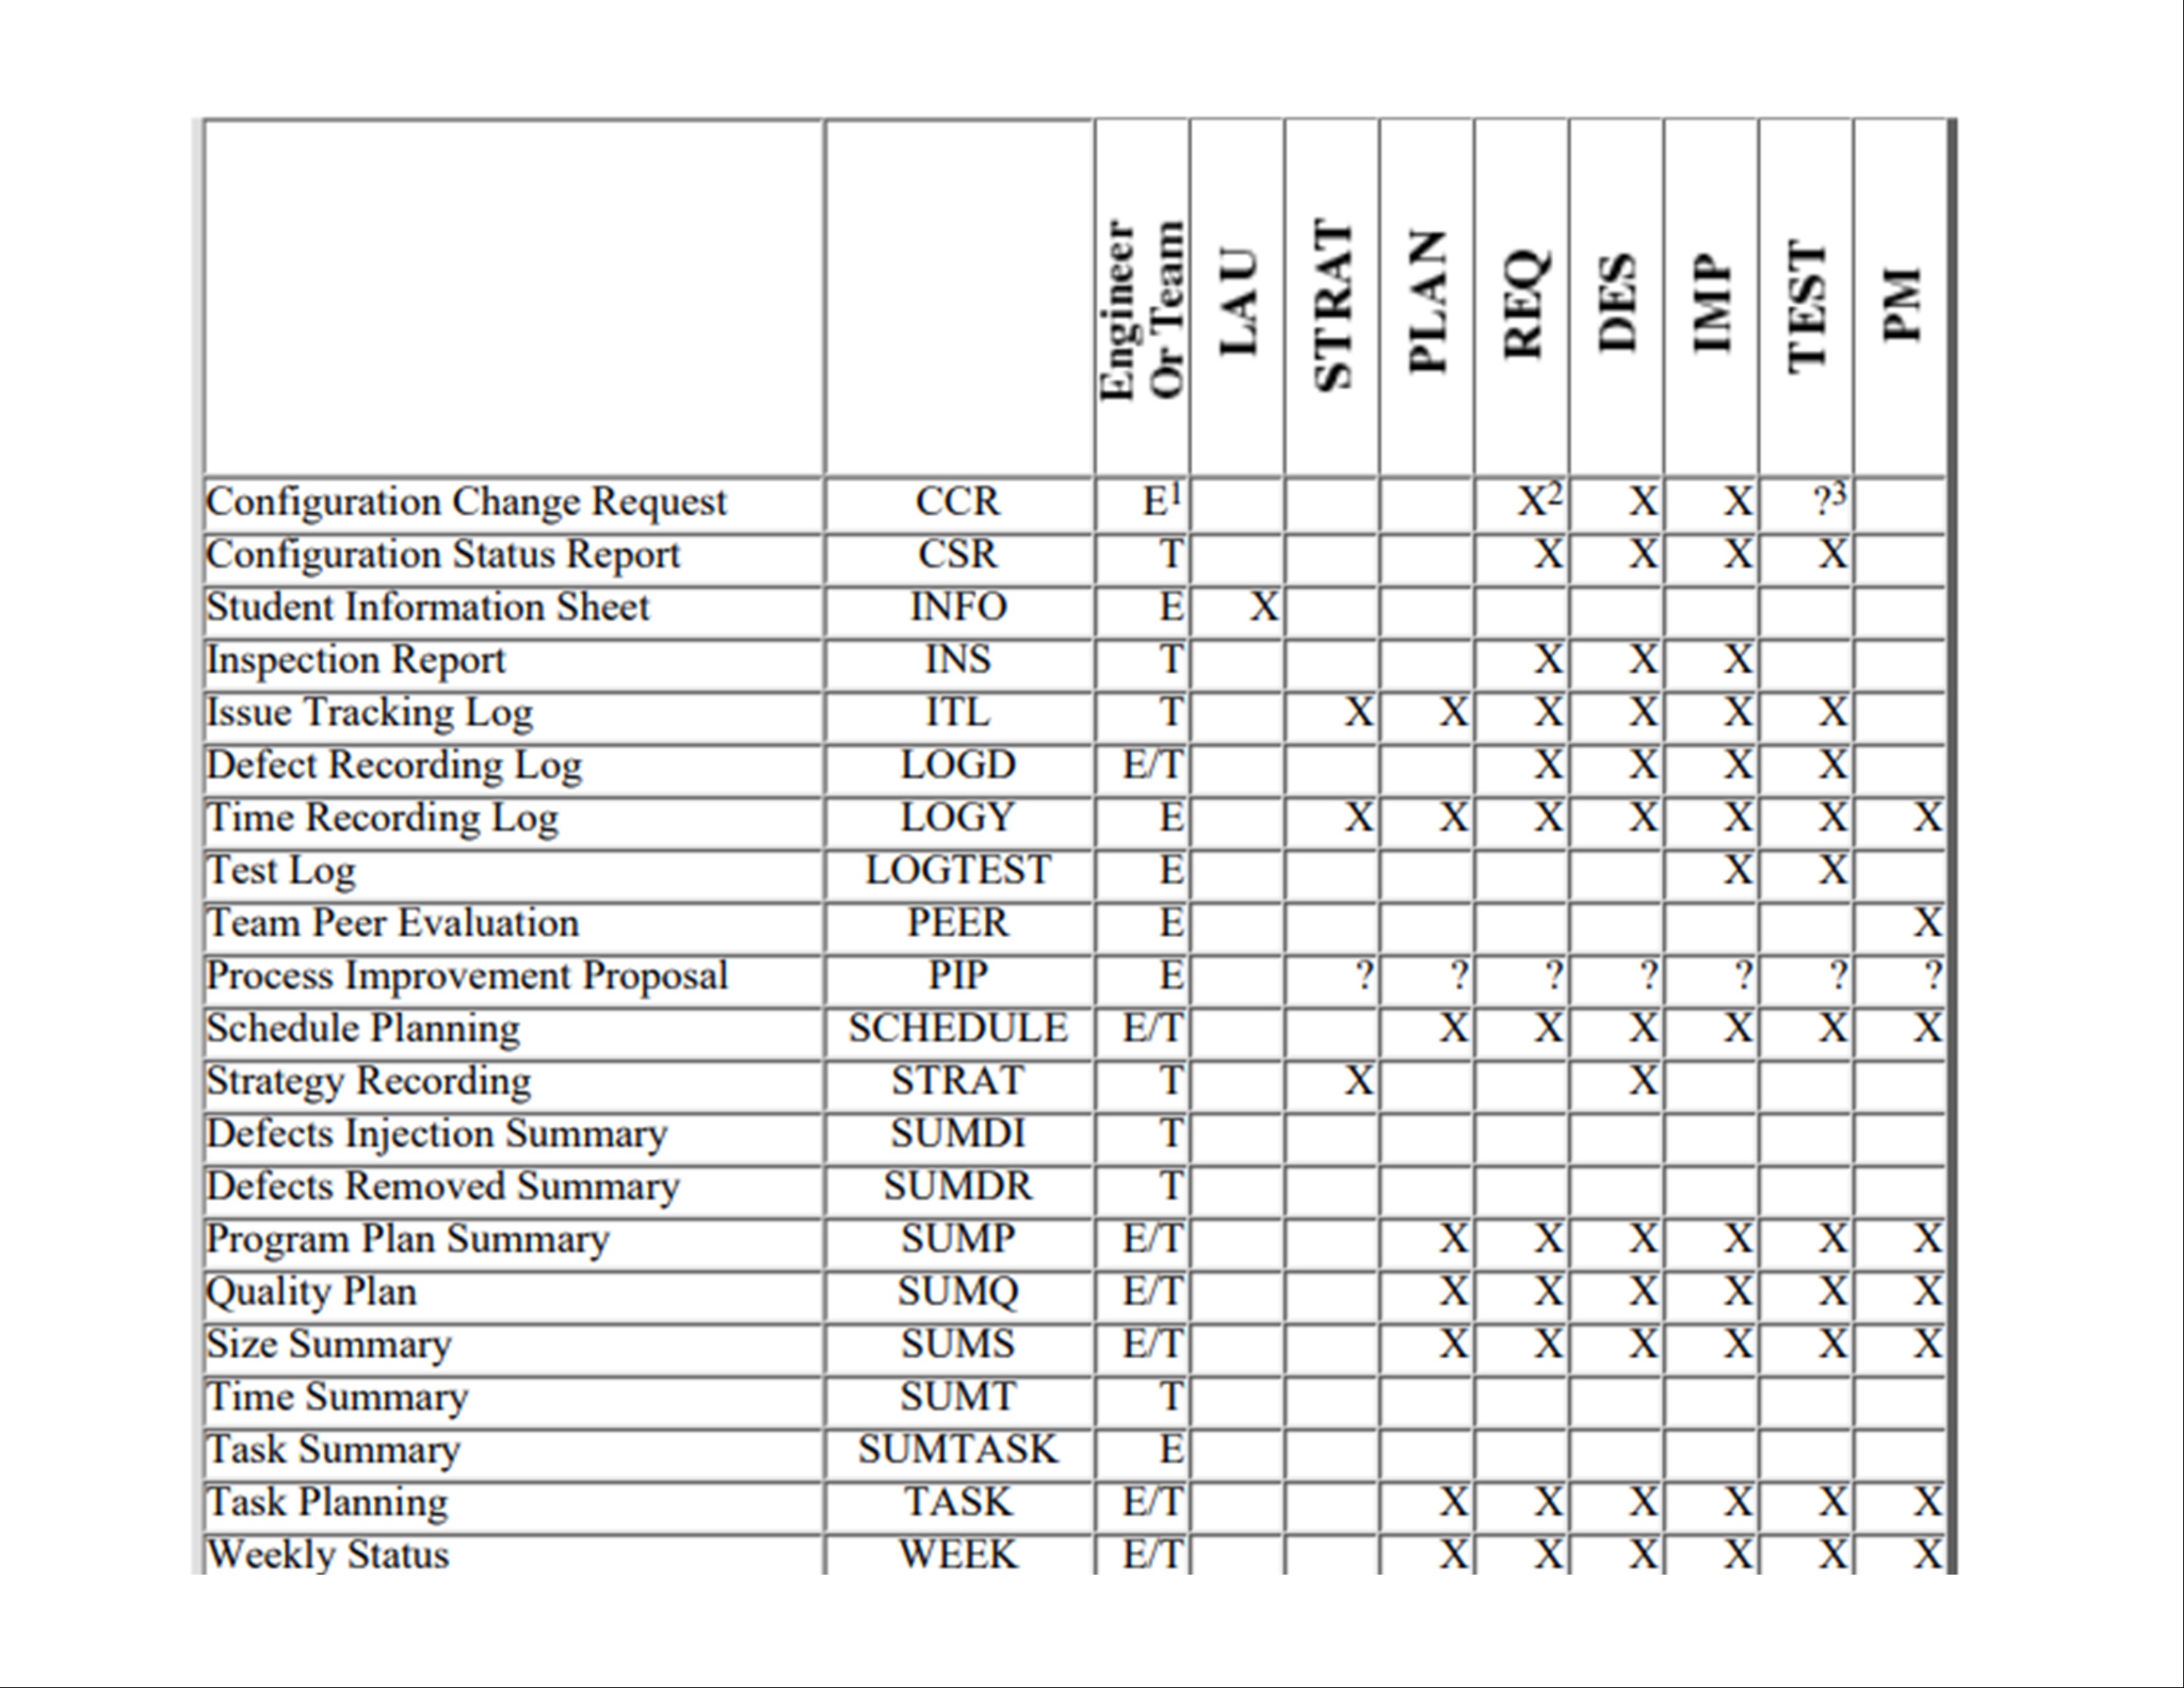 Engineer Or Team LAU STRAT PLAN REQ DES IMP TEST PM
Configuration Change Request CCR E1 X2 X X ?3
Configuration Status Report CSR T X X X X
Student Information Sheet INFO E X
Inspection Report INS T X X X
Issue Tracking Log ITL T X X X X X X
Defect Recording Log LOGD E/T X X X X
Time Recording Log LOGY E X X X X X X X
Test Log LOGTEST E X X
Team Peer Evaluation PEER E X
Process Improvement Proposal PIP E ? ? ? ? ? ? ?
Schedule Planning SCHEDULE E/T X X X X X X
Strategy Recording STRAT T X X
Defects Injection Summary SUMDI T
Defects Removed Summary SUMDR T
Program Plan Summary SUMP E/T X X X X X X
Quality Plan SUMQ E/T X X X X X X
Size Summary SUMS E/T X X X X X X
Time Summary SUMT T
Task Summary SUMTASK E
Task Planning TASK E/T X X X X X X
Weekly Status WEEK E/T X X X X X X